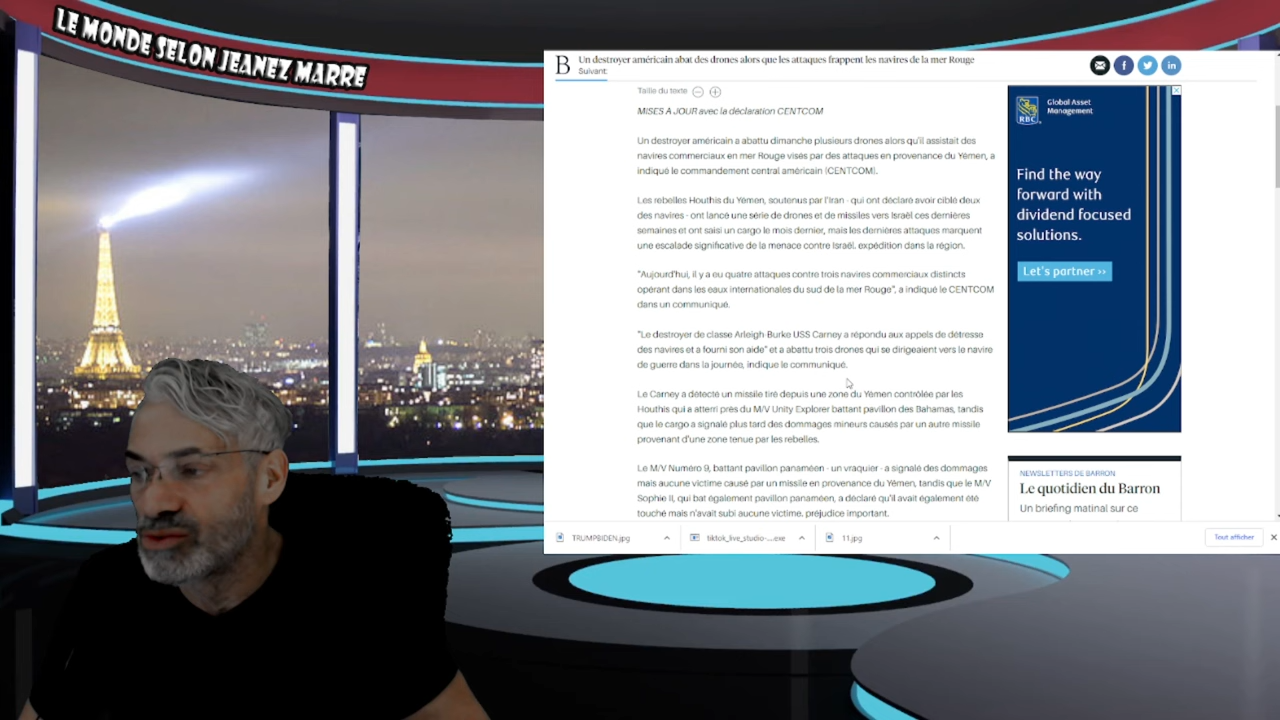 LE MONDE SELON JEANEZ MARRE
B
Un destroyer américain abat des drones alors que les attaques frappent les navires de la mer Rouge
Suivant:
Taille du texte
MISES À JOUR avec la déclaration CENTCOM
Un destroyer américain a abattu dimanche plusieurs drones alors qu'il assistait des
navires commerciaux en mer Rouge visés par des attaques en provenance du Yémen, a
indiqué le commandement central américain (CENTCOM).
Les rebelles Houthis du Yémen, soutenus par l'Iran - qui ont déclaré avoir ciblé deux
des navires - ont lancé une série de drones et de missiles vers Israël ces dernières
semaines et ont saisi un cargo le mois dernier, mais les dernières attaques marquent
une escalade significative de la menace contre Israël. expédition dans la région.
"Aujourd'hui, il y a eu quatre attaques contre trois navires commerciaux distincts
opérant dans les eaux internationales du sud de la mer Rouge", a indiqué le CENTCOM
dans un communiqué.
"Le destroyer de classe Arleigh-Burke USS Carney a répondu aux appels de détresse
des navires et a fourni son aide" et a abattu trois drones qui se dirigeaient vers le navire
de guerre dans la journée, indique le communiqué.
Le Carney a détecté un missile tiré depuis une zone du Yémen contrôlée par les
Houthis qui a atterri près du M/V Unity Explorer battant pavillon des Bahamas, tandis
que le cargo a signalé plus tard des dommages mineurs causés par un autre missile
provenant d'une zone tenue par les rebelles.
Le M/V Numéro 9, battant pavillon panaméen - un vraquier - a signalé des dommages
mais aucune victime causé par un missile en provenance du Yémen, tandis que le M/V
Sophie II, qui bat également pavillon panaméen, a déclaré qu'il avait également été
touché mais n'avait subi aucune victime. préjudice important.
RBC
Global Asset
Management
Find the way
forward with
dividend focused
solutions.
Let's partner >>
NEWSLETTERS DE BARRON
Le quotidien du Barron
Un briefing matinal sur ce
TRUMPBIDEN.jpg
tiktok_live_studio-....exe
11.jpg
Tout afficher